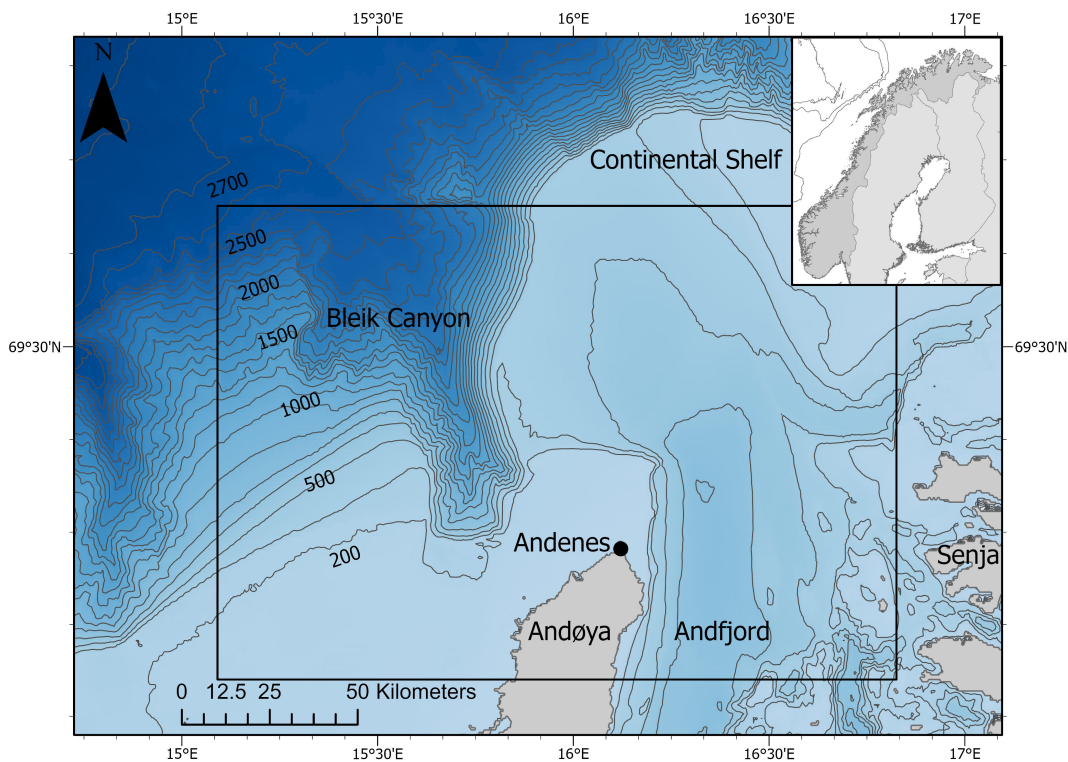 15°E 15°30'E 16°E 16°30'E 17°E
N
Continental Shelf
2700
2500
2000
Bleik Canyon
1500
69°30'N 69°30'N
1000
500
Andenes
200
Senja
Andøya Andfjord
0 12.5 25 50 Kilometers
15°E 15°30'E 16°E 16°30'E 17°E